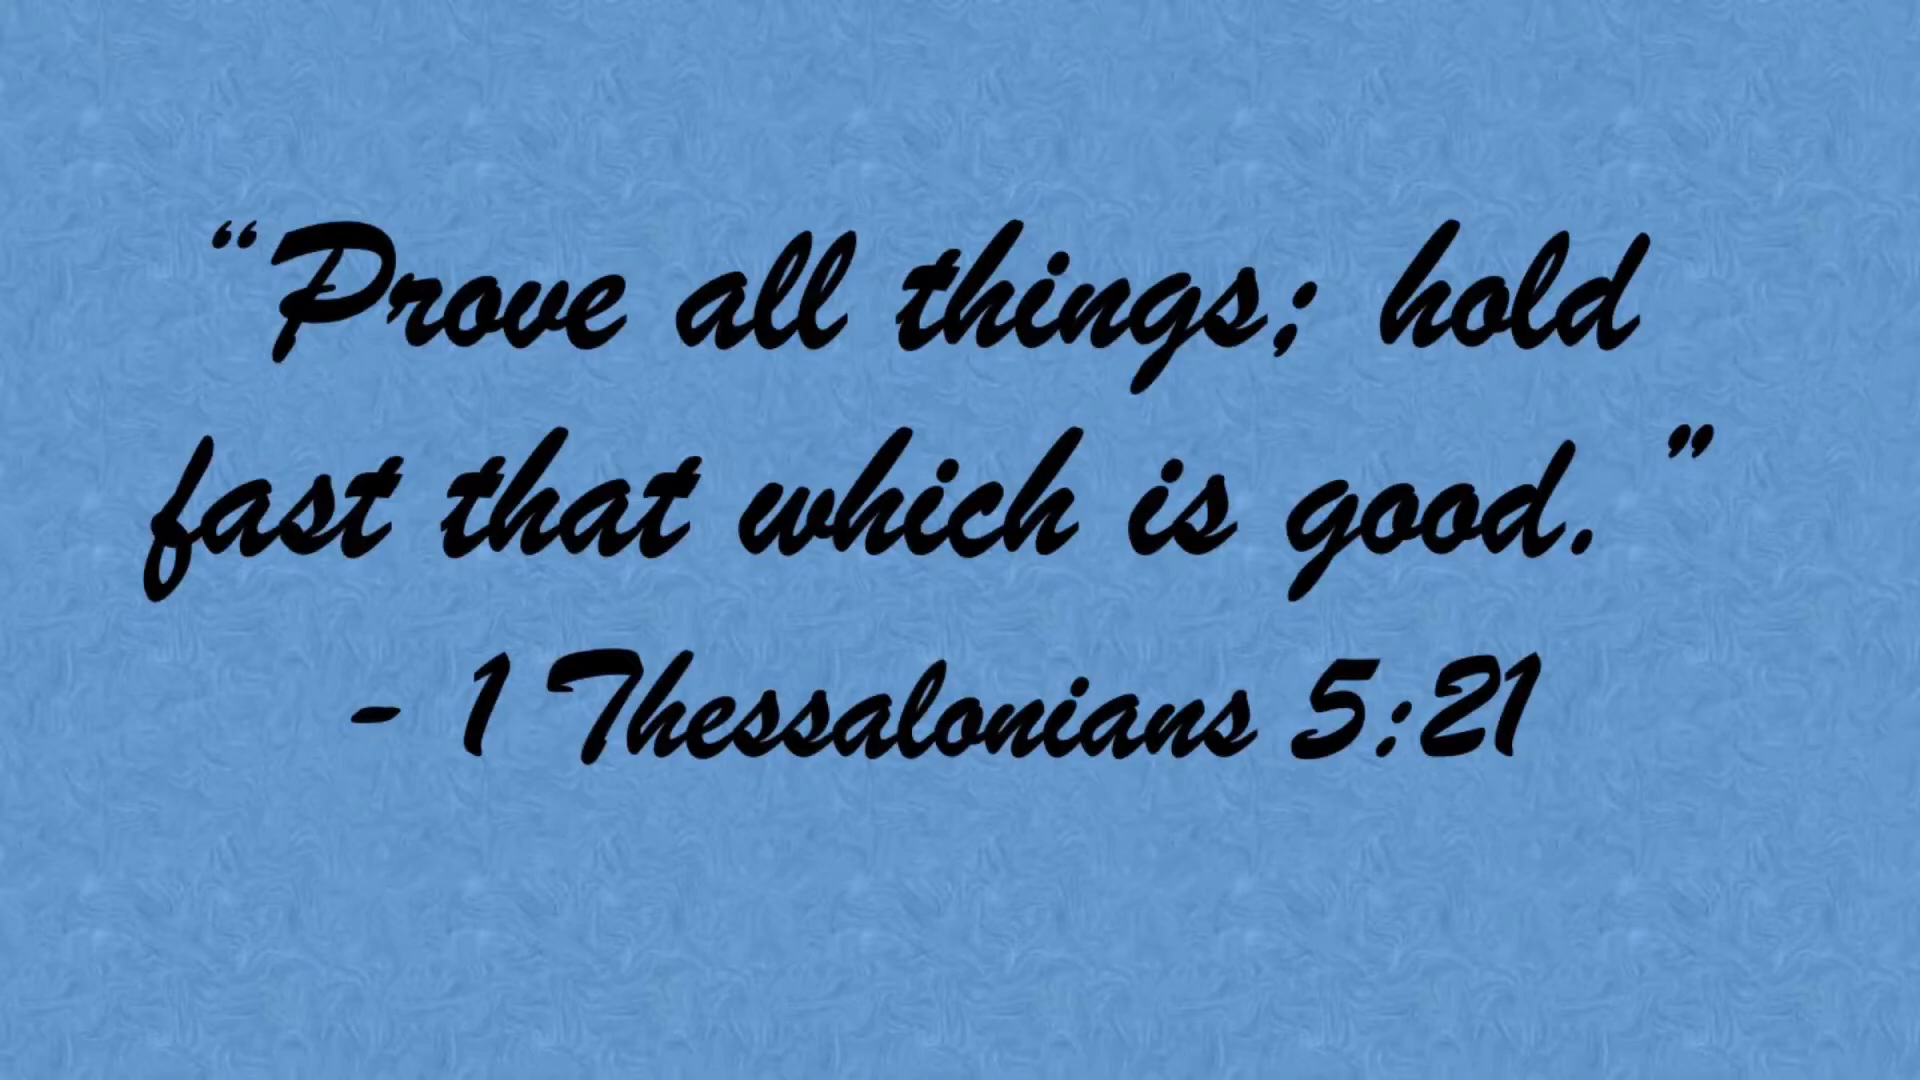 “Prove all things; hold
fast that which is good.”
- 1 Thessalonians 5:21